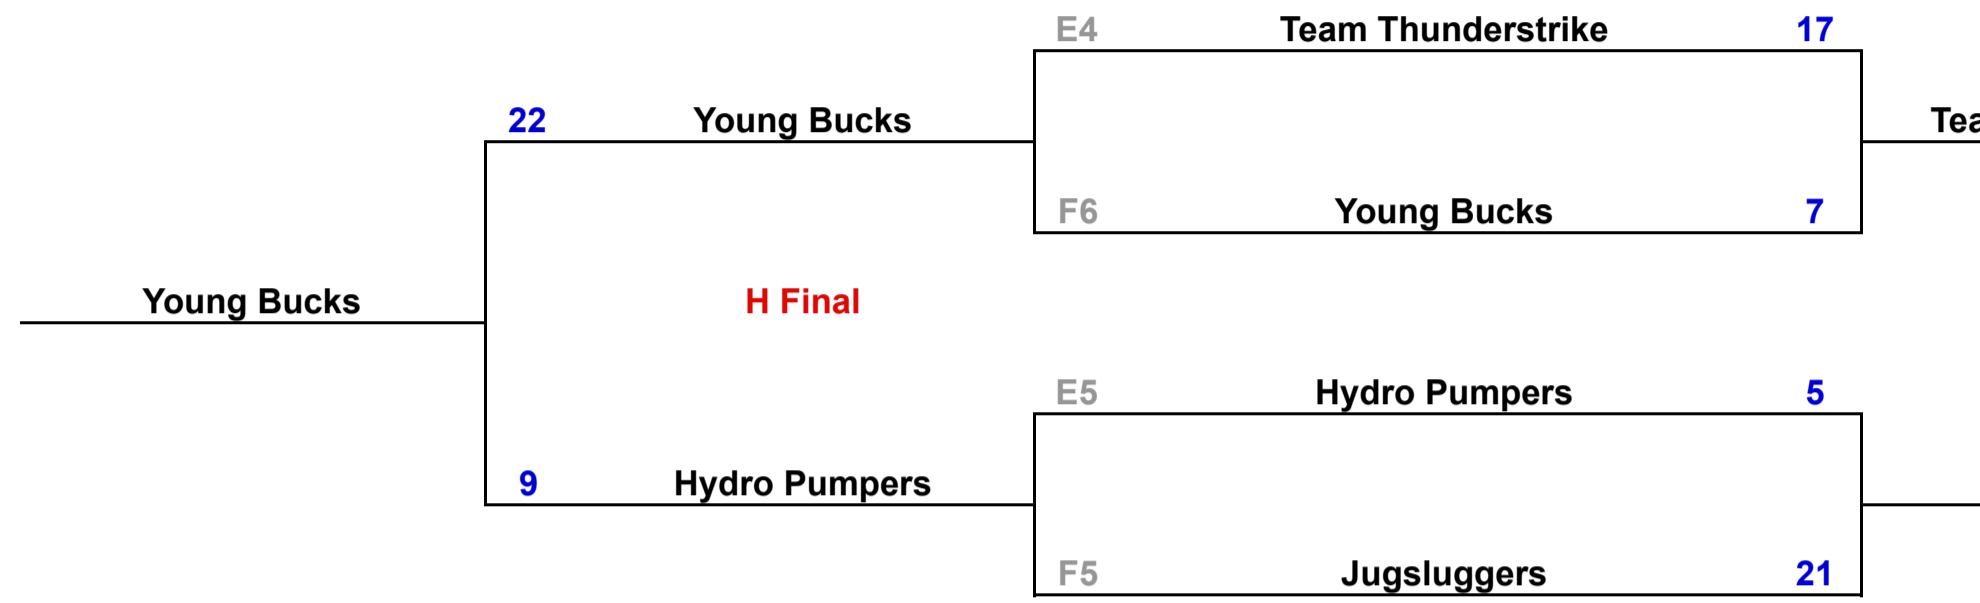 E4 Team Thunderstrike 17
22 Young Bucks
Tea
F6 Young Bucks 7
Young Bucks
H Final
E5 Hydro Pumpers 5
9 Hydro Pumpers
F5 Jugsluggers 21